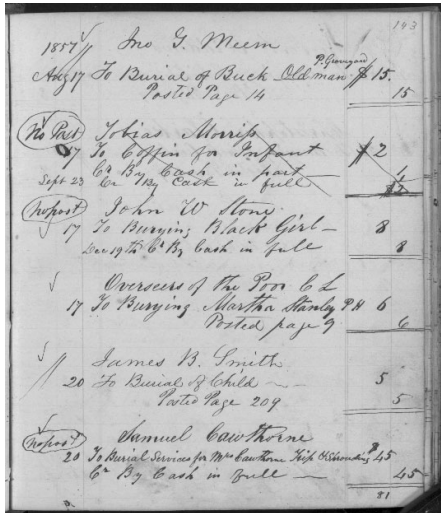 143
1857 Jno G. Meem
P. Graveyard
Aug 17 To Burial of Buck Old man $ 15.
Posted Page 14 15
No Post Tobias Morriss
17 To Coffin for Infant $ 2
Cr By Cash in part 1
Sept 23 Cr By Cash in full
no post John W Stone
17 To Burying Black Girl 8
Dec 19th Cr By Cash in full 8
Overseers of the Poor C L
17 To Burying Martha Stanley P H 6
Posted page 9 6
James B. Smith
20 To Burial of Child 5
Posted Page 209 5
no post Samuel Cawthorne
20 To Burial Services for Mrs Cawthorne & Shrouding $ 45
Cr By Cash in full 45
81